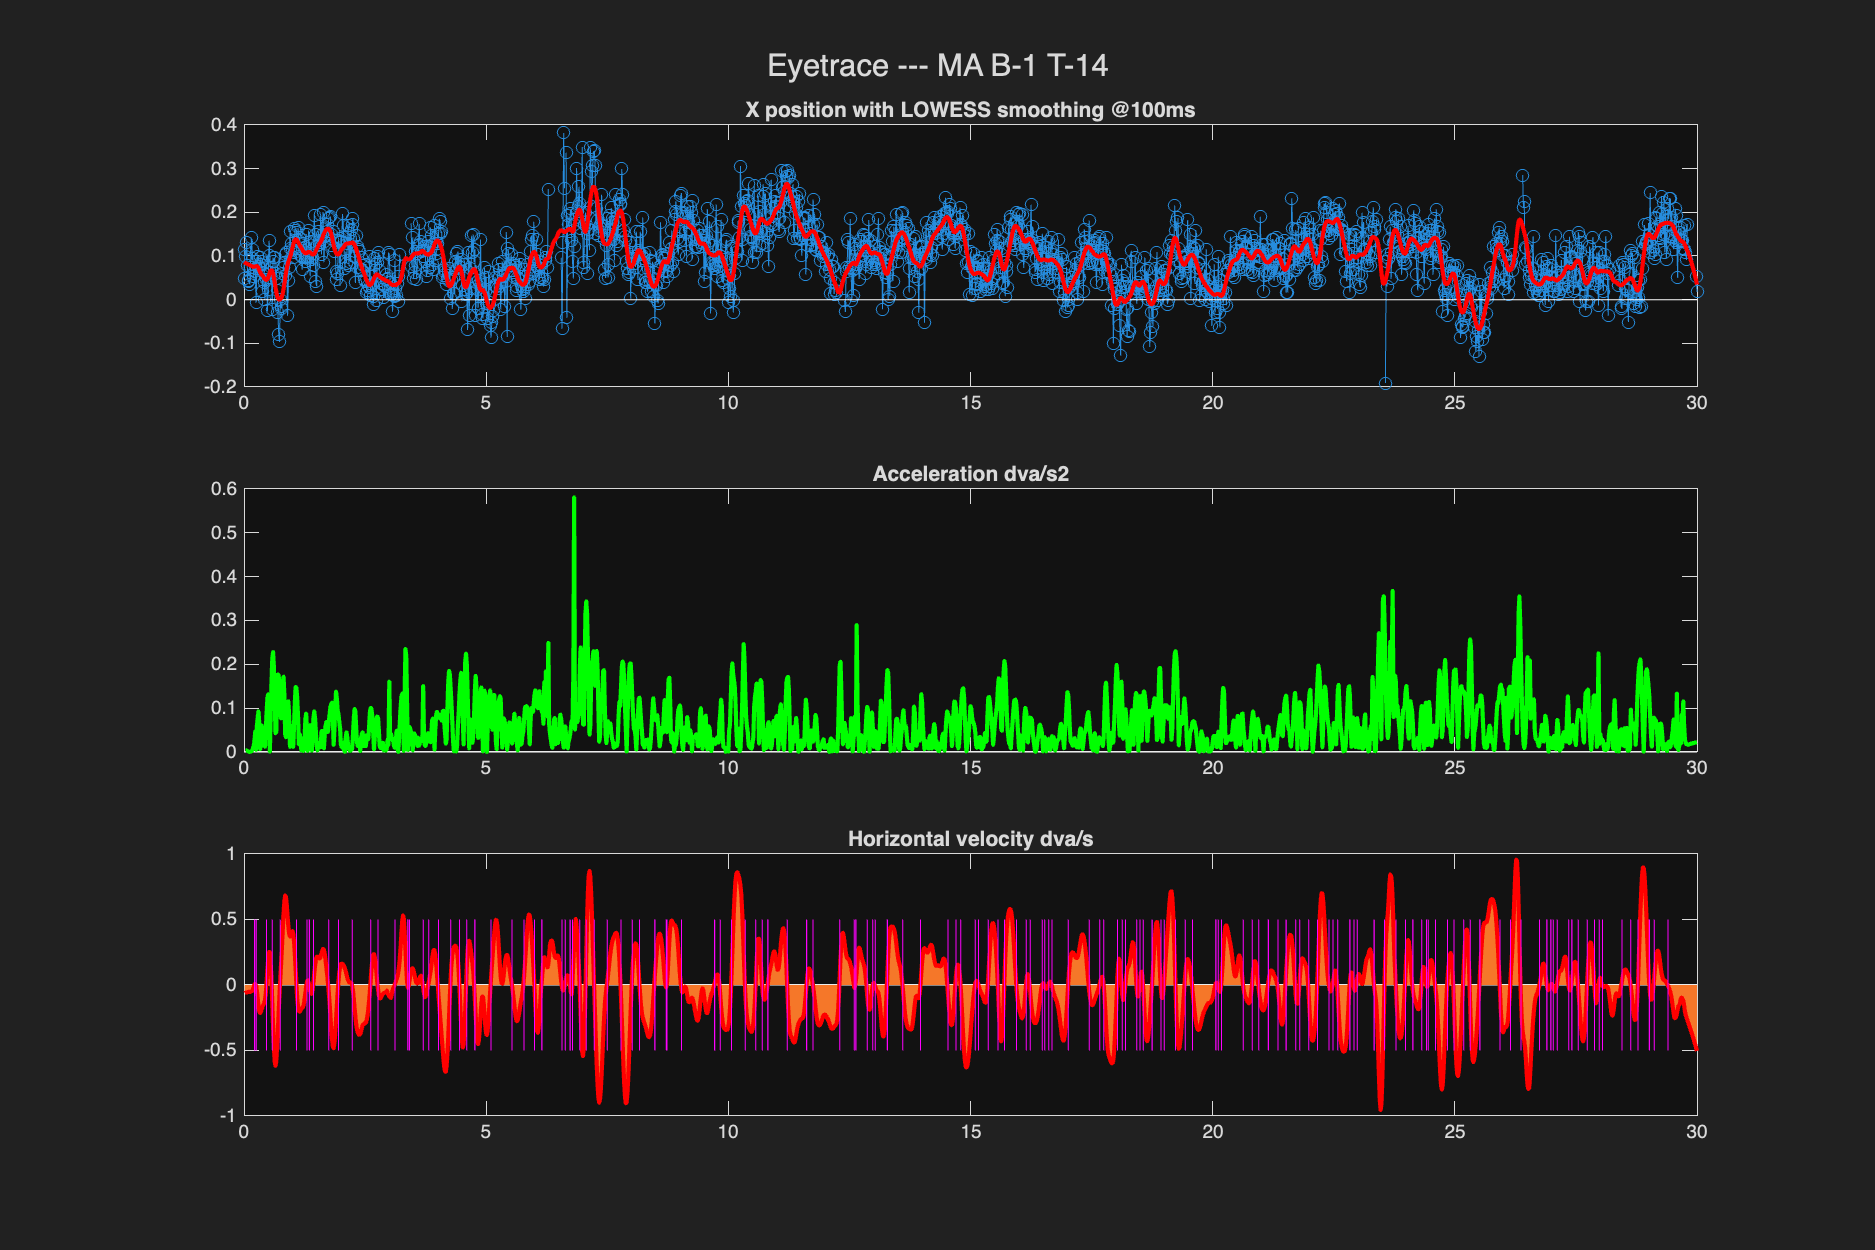 Eyetrace --- MA B-1 T-14
X position with LOWESS smoothing @100ms
0.4
0.3
0.2
0.1
0
-0.1
-0.2
0 5 10 15 20 25 30
Acceleration dva/s2
0.6
0.5
0.4
0.3
0.2
0.1
0
0 5 10 15 20 25 30
Horizontal velocity dva/s
1
0.5
0
-0.5
-1
0 5 10 15 20 25 30